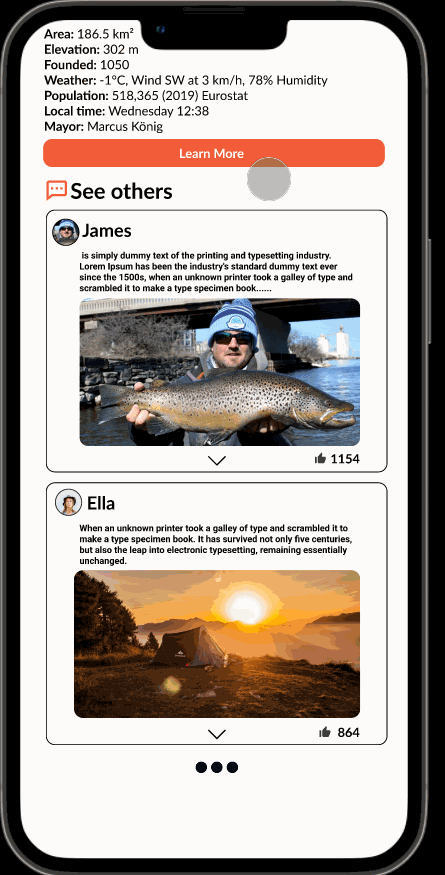 Area: 186.5 km²
Elevation: 302 m
Founded: 1050
Weather: -1°C, Wind SW at 3 km/h, 78% Humidity
Population: 518,365 (2019) Eurostat
Local time: Wednesday 12:38
Mayor: Marcus König
Learn More
See others
James
is simply dummy text of the printing and typesetting industry.
Lorem Ipsum has been the industry's standard dummy text ever
since the 1500s, when an unknown printer took a galley of type and
scrambled it to make a type specimen book......
1154
Ella
When an unknown printer took a galley of type and scrambled it to
make a type specimen book. It has survived not only five centuries,
but also the leap into electronic typesetting, remaining essentially
unchanged.
864